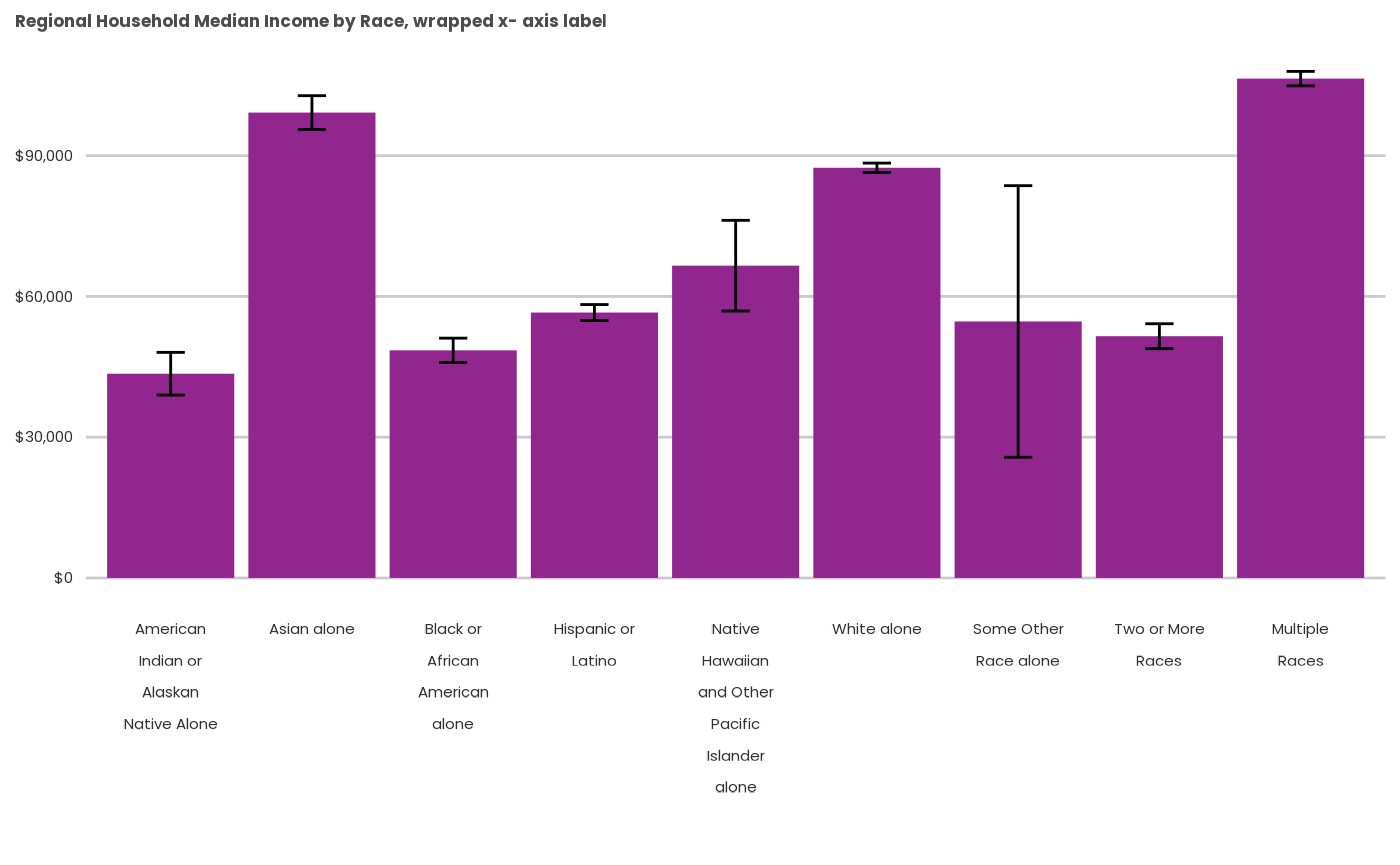 Regional Household Median Income by Race, wrapped x- axis label
$90,000
$60,000
$30,000
$0
American
Indian or
Alaskan
Native Alone
Asian alone
Black or
African
American
alone
Hispanic or
Latino
Native
Hawaiian
and Other
Pacific
Islander
alone
White alone
Some Other
Race alone
Two or More
Races
Multiple
Races